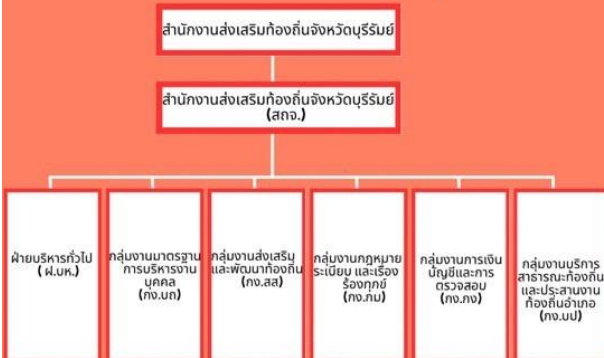 สำนักงานส่งเสริมท้องถิ่นจังหวัดบุรีรัมย์
สำนักงานส่งเสริมท้องถิ่นจังหวัดบุรีรัมย์
(สถจ.)
ฝ่ายบริหารทั่วไป
( ฝ.บห.)
กลุ่มงานมาตรฐาน
การบริหารงาน
บุคคล
(กง.บถ)
กลุ่มงานส่งเสริม
และพัฒนาท้องถิ่น
(กง.สส)
กลุ่มงานกฎหมาย
ระเบียบ และเรื่อง
ร้องทุกข์
(กง.กม)
กลุ่มงานการเงิน
บัญชีและการ
ตรวจสอบ
(กง.กง)
กลุ่มงานบริการ
สาธารณะท้องถิ่น
และประสานงาน
ท้องถิ่นอำเภอ
(กง.บป)